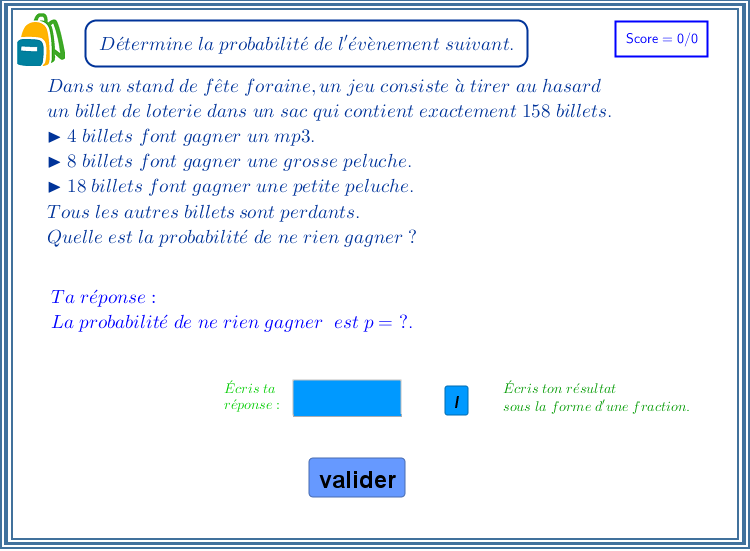 Détermine la probabilité de l'évènement suivant.
Score = 0/0
Dans un stand de fête foraine, un jeu consiste à tirer au hasard
un billet de loterie dans un sac qui contient exactement 158 billets.
► 4 billets font gagner un mp3.
► 8 billets font gagner une grosse peluche.
► 18 billets font gagner une petite peluche.
Tous les autres billets sont perdants.
Quelle est la probabilité de ne rien gagner ?
Ta réponse :
La probabilité de ne rien gagner est p = ?.
Écris ta
réponse :
/
Écris ton résultat
sous la forme d'une fraction.
valider